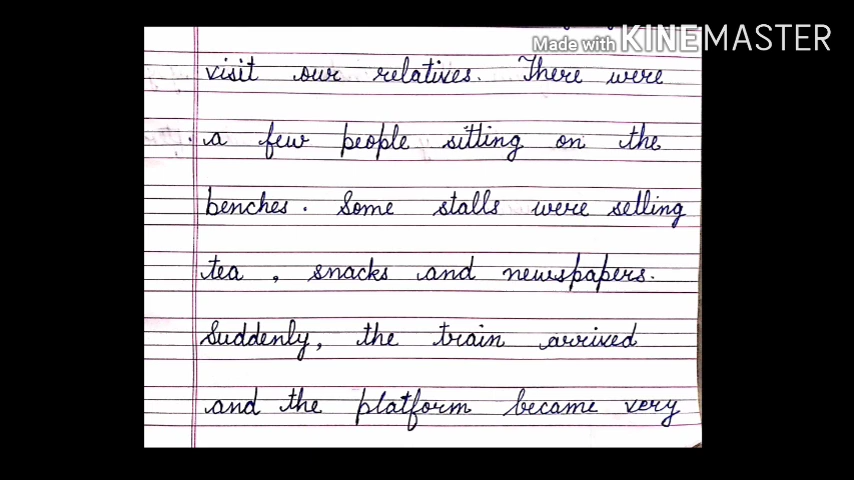 Made with KINEMASTER
visit our relatives. There were
a few people sitting on the
benches. Some stalls were selling
tea, snacks and newspapers.
Suddenly, the train arrived
and the platform became very